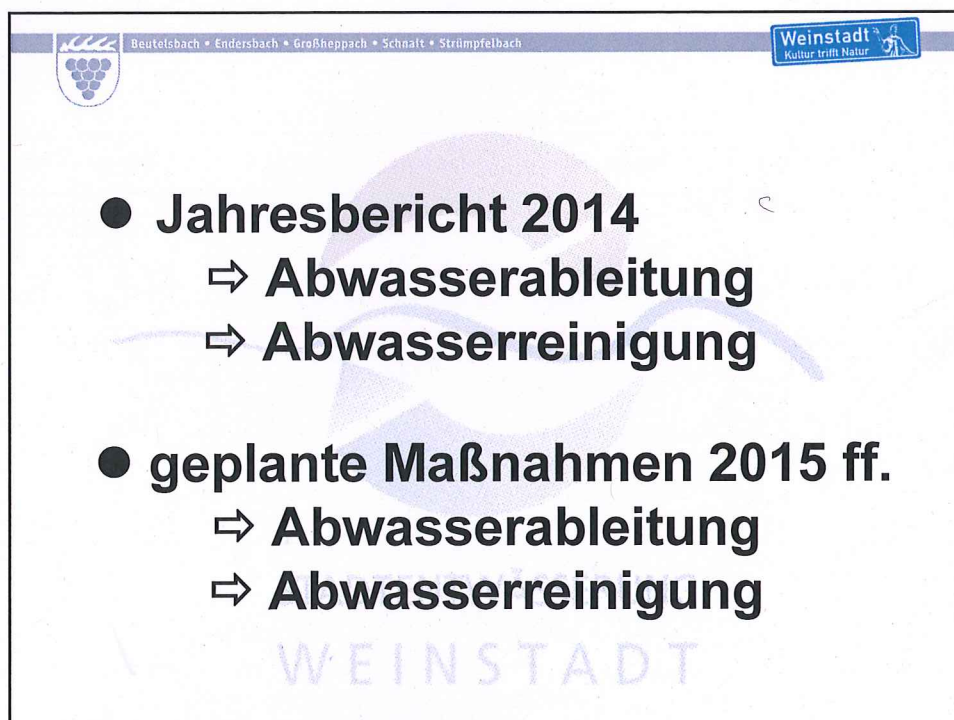 Beutelsbach • Endersbach • Großheppach • Schnait • Strümpfelbach
Weinstadt
Kultur trifft Natur
● Jahresbericht 2014
⇨ Abwasserableitung
⇨ Abwasserreinigung
● geplante Maßnahmen 2015 ff.
⇨ Abwasserableitung
⇨ Abwasserreinigung
WEINSTADT